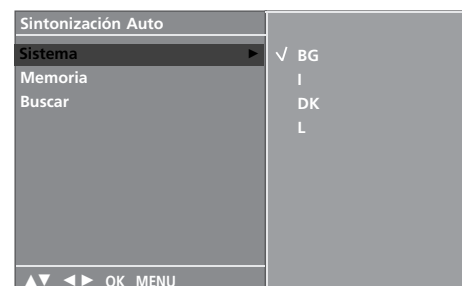 Sintonización Auto
Sistema ►
Memoria
Buscar
√ BG
I
DK
L
▲▼ ◄► OK MENU